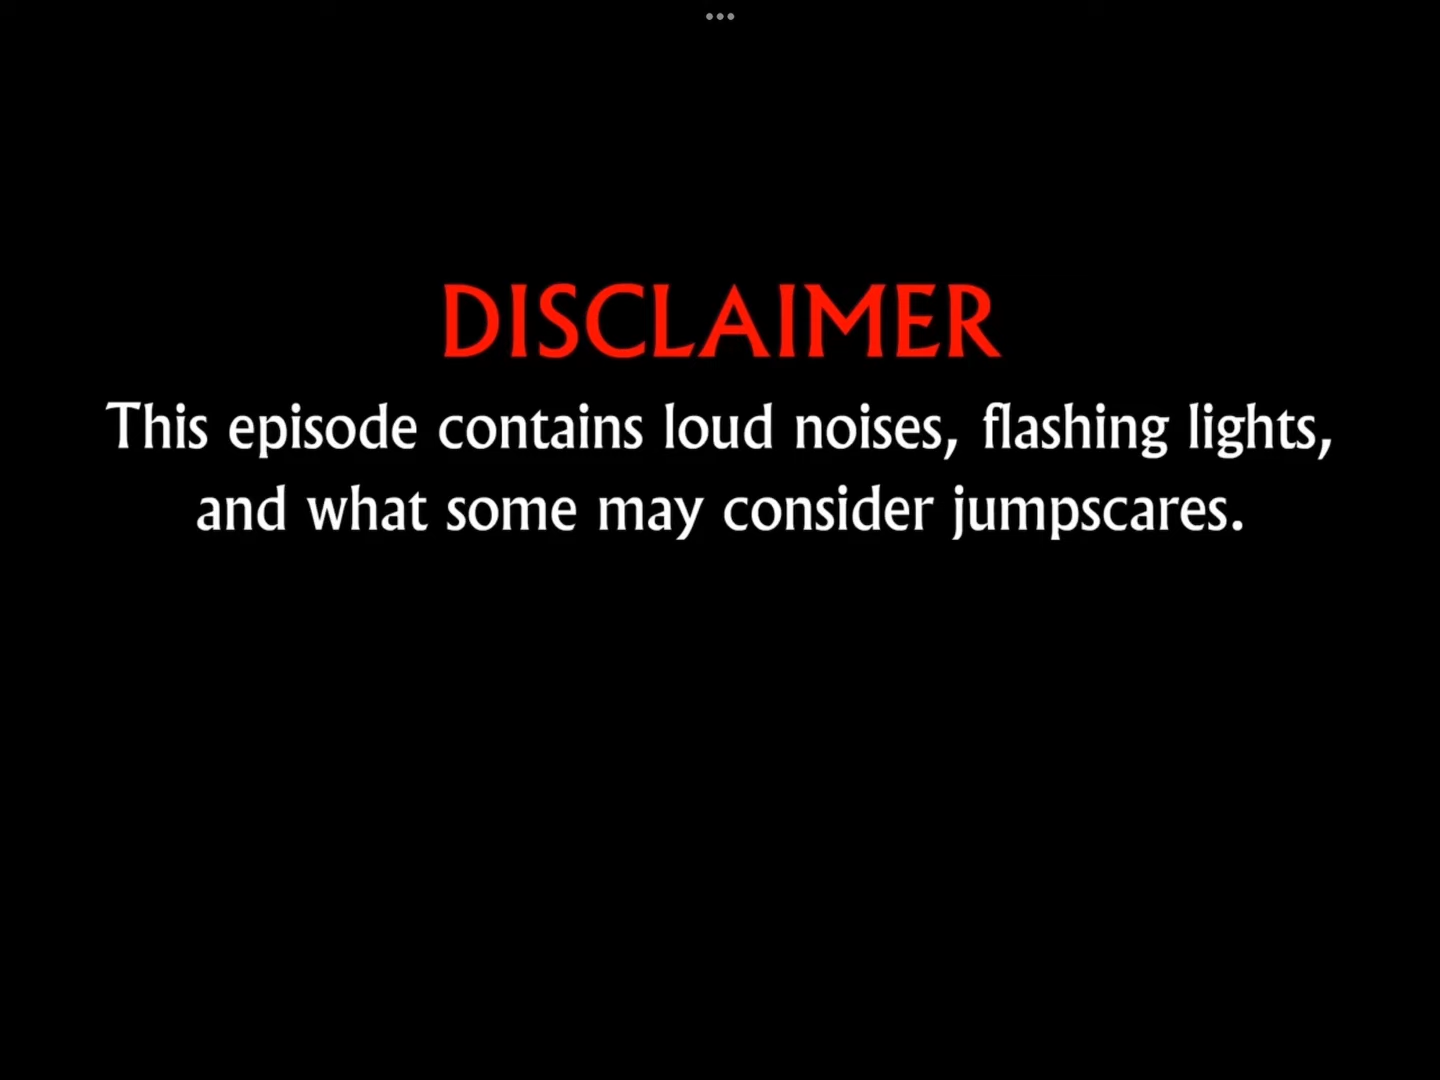 DISCLAIMER
This episode contains loud noises, flashing lights,
and what some may consider jumpscares.